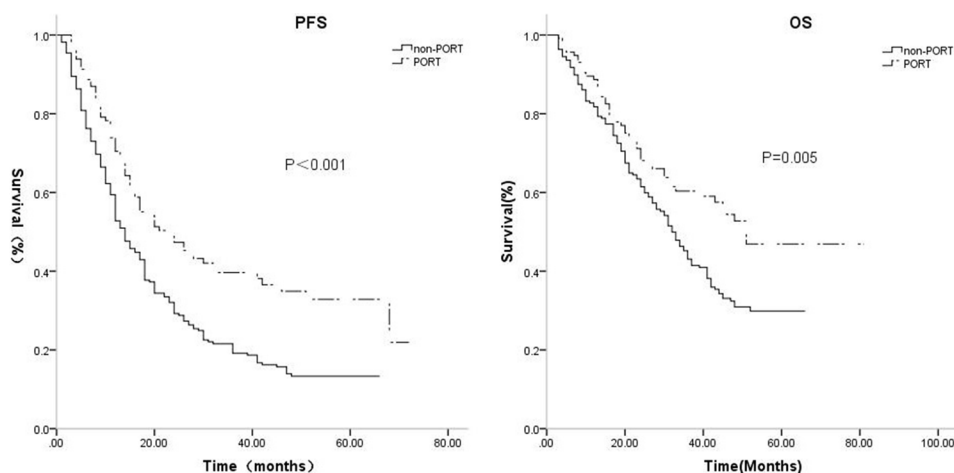 PFS
1.0
0.8
0.6
0.4
0.2
0.0
Survival（%）
.00
20.00
40.00
60.00
80.00
Time（months）
non-PORT
PORT
P＜0.001
OS
1.0
0.8
0.6
0.4
0.2
0.0
Survival(%)
.00
20.00
40.00
60.00
80.00
100.00
Time(Months)
non-PORT
PORT
P=0.005